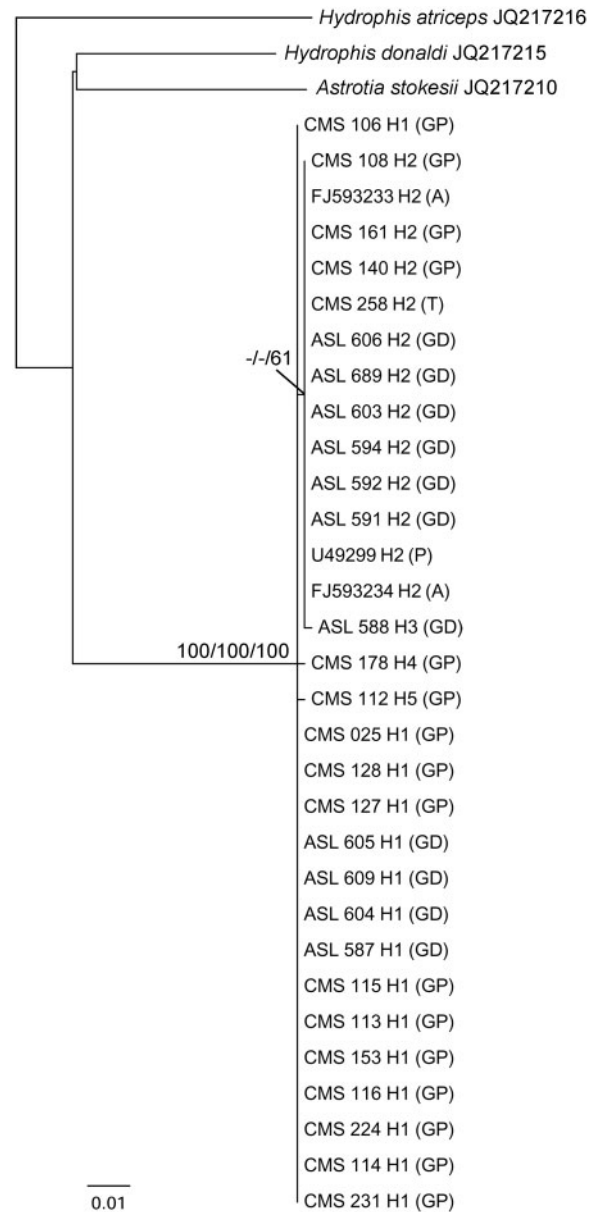 Hydrophis atriceps JQ217216
Hydrophis donaldi JQ217215
Astrotia stokesii JQ217210
CMS 106 H1 (GP)
CMS 108 H2 (GP)
FJ593233 H2 (A)
CMS 161 H2 (GP)
CMS 140 H2 (GP)
CMS 258 H2 (T)
ASL 606 H2 (GD)
-/-/61
ASL 689 H2 (GD)
ASL 603 H2 (GD)
ASL 594 H2 (GD)
ASL 592 H2 (GD)
ASL 591 H2 (GD)
U49299 H2 (P)
FJ593234 H2 (A)
ASL 588 H3 (GD)
100/100/100
CMS 178 H4 (GP)
CMS 112 H5 (GP)
CMS 025 H1 (GP)
CMS 128 H1 (GP)
CMS 127 H1 (GP)
ASL 605 H1 (GD)
ASL 609 H1 (GD)
ASL 604 H1 (GD)
ASL 587 H1 (GD)
CMS 115 H1 (GP)
CMS 113 H1 (GP)
CMS 153 H1 (GP)
CMS 116 H1 (GP)
CMS 224 H1 (GP)
CMS 114 H1 (GP)
CMS 231 H1 (GP)
0.01